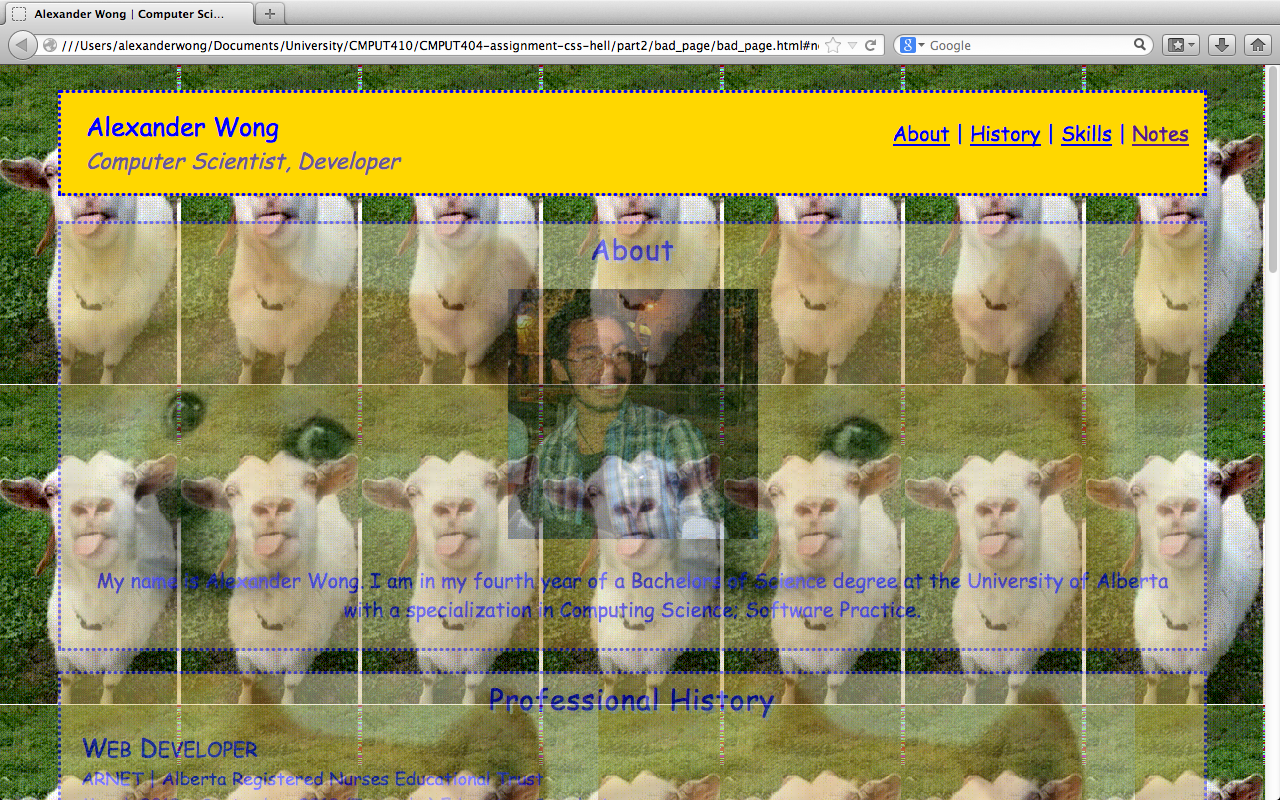 Alexander Wong | Computer Sci...
///Users/alexanderwong/Documents/University/CMPUT410/CMPUT404-assignment-css-hell/part2/bad_page/bad_page.html#n
Google
Alexander Wong
Computer Scientist, Developer
About | History | Skills | Notes
About
My name is Alexander Wong. I am in my fourth year of a Bachelors of Science degree at the University of Alberta
with a specialization in Computing Science; Software Practice.
Professional History
WEB DEVELOPER
ARNET | Alberta Registered Nurses Educational Trust